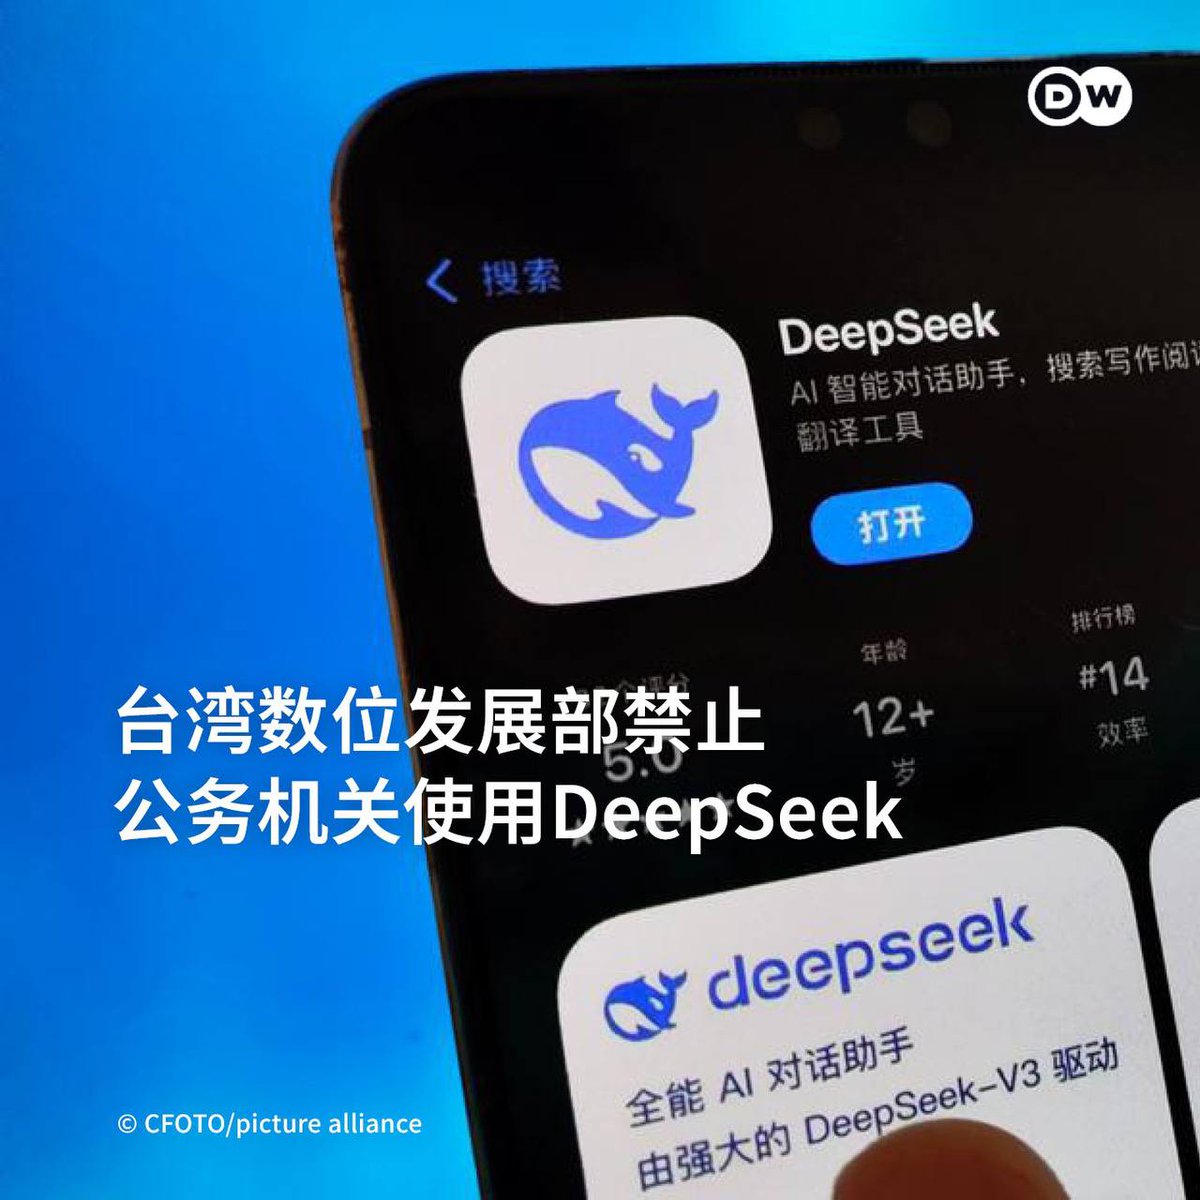 DW
搜索
DeepSeek
AI 智能对话助手，搜索写作阅
翻译工具
打开
年龄
12+
岁
排行榜
#14
效率
5.0
台湾数位发展部禁止
公务机关使用DeepSeek
deepseek
全能 AI 对话助手
由强大的 DeepSeek-V3 驱动
© CFOTO/picture alliance